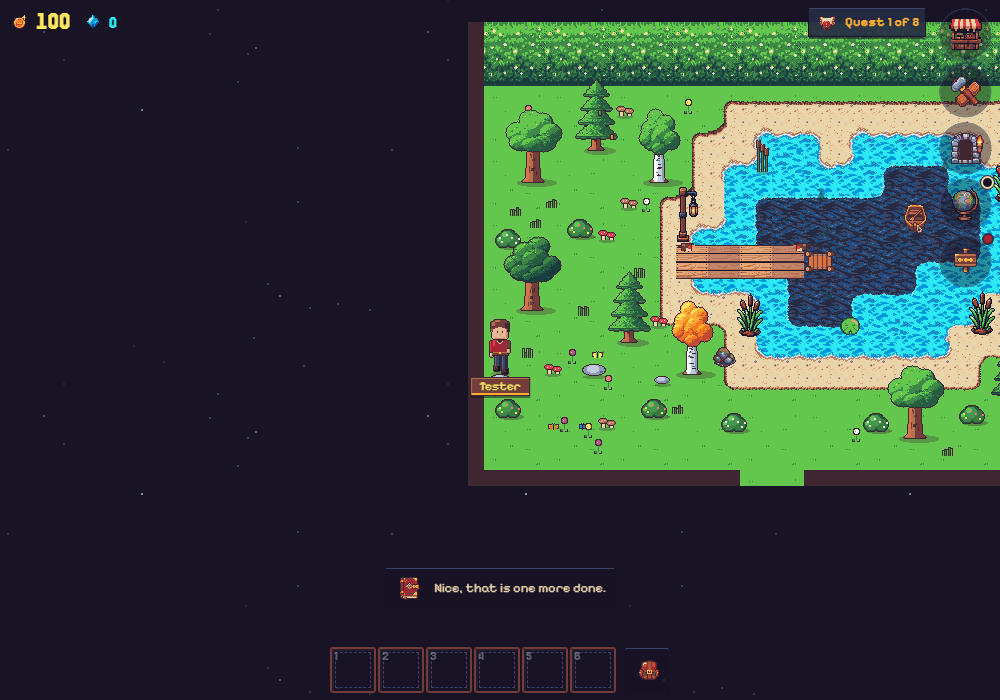 100
0
Quest 1 of 8
Tester
Nice, that is one more done.
1 2 3 4 5 6